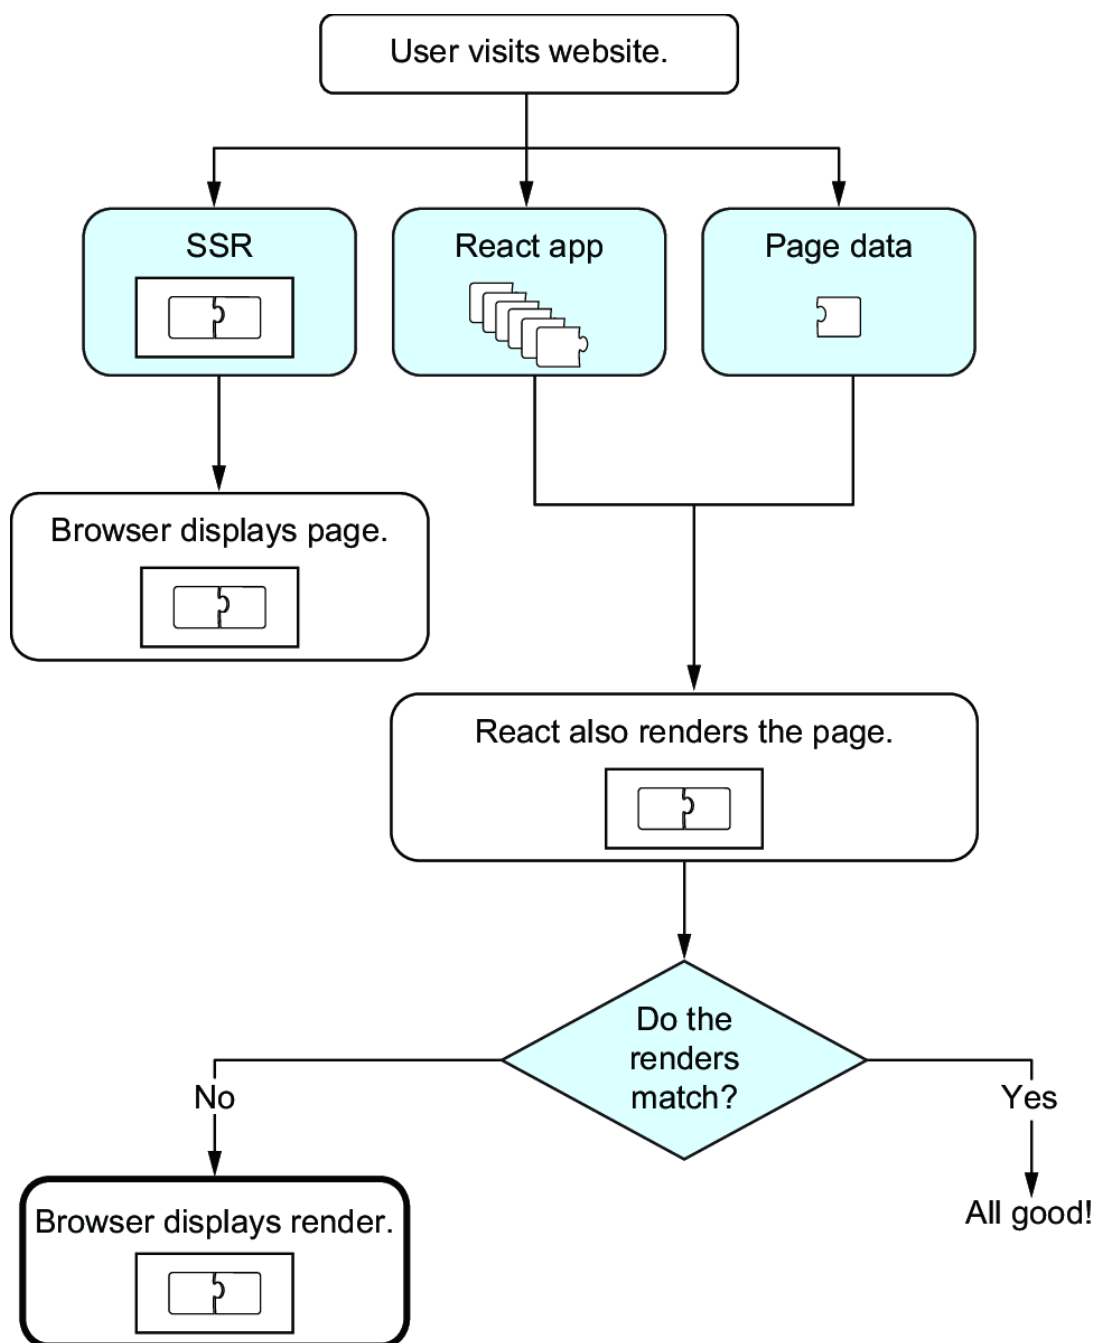 User visits website.
SSR
React app
Page data
Browser displays page.
React also renders the page.
Do the
renders
match?
No
Yes
Browser displays render.
All good!